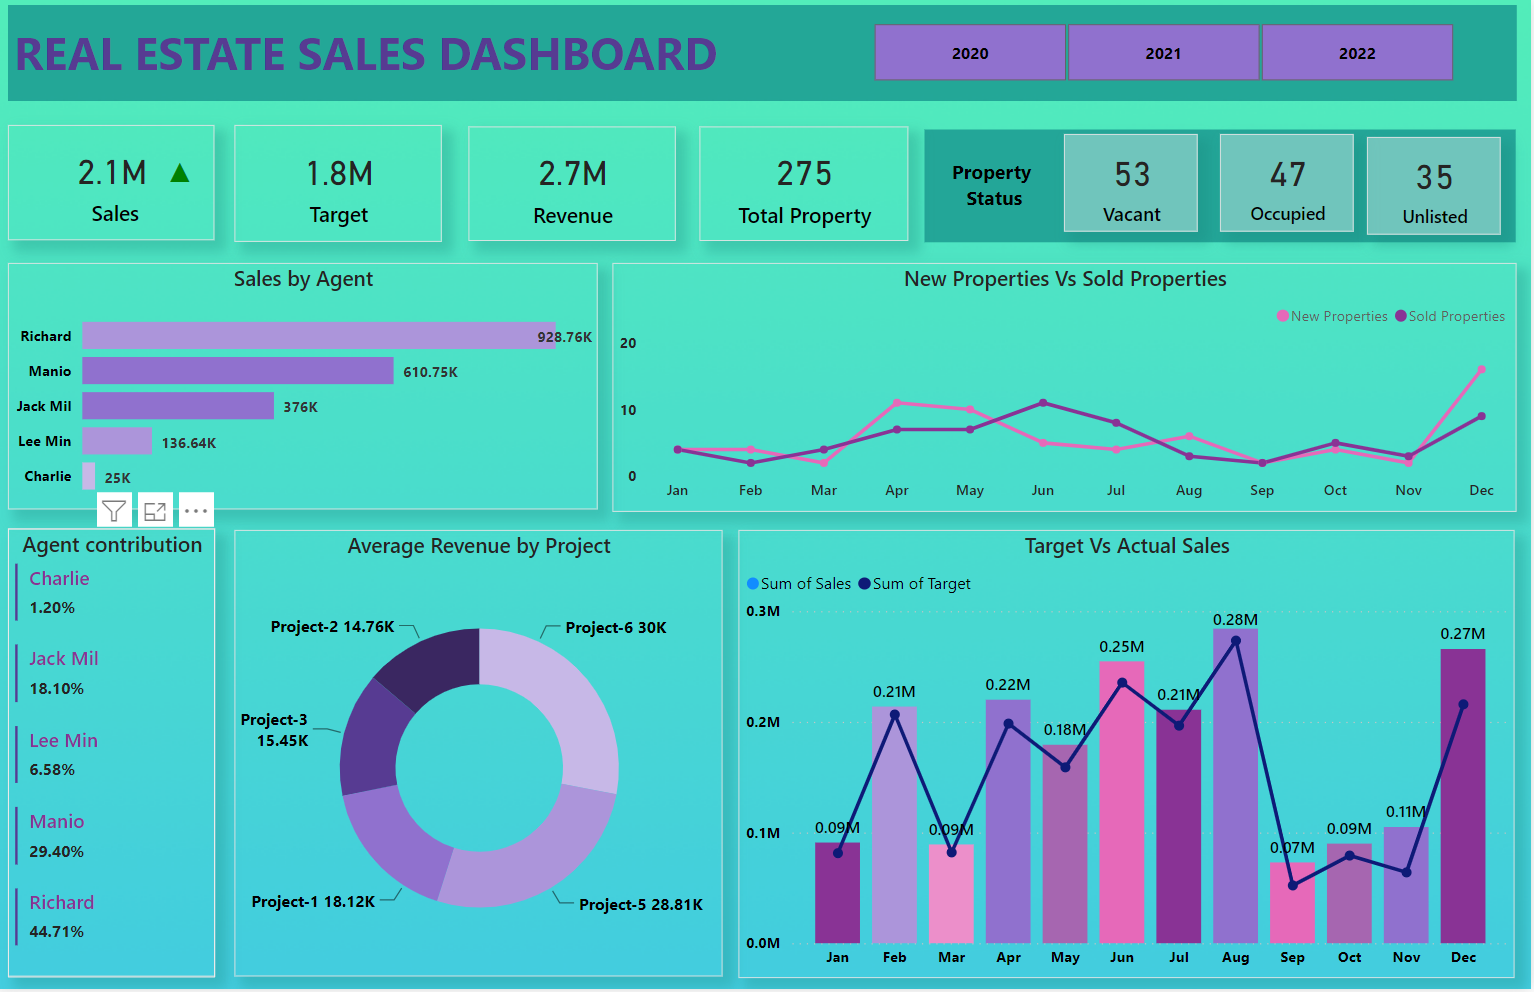 REAL ESTATE SALES DASHBOARD
2020
2021
2022
2.1M
Sales
1.8M
Target
2.7M
Revenue
275
Total Property
Property
Status
53
Vacant
47
Occupied
35
Unlisted
Sales by Agent
Richard
928.76K
Manio
610.75K
Jack Mil
376K
Lee Min
136.64K
Charlie
25K
New Properties Vs Sold Properties
New Properties
Sold Properties
20
10
0
Jan
Feb
Mar
Apr
May
Jun
Jul
Aug
Sep
Oct
Nov
Dec
Agent contribution
Charlie
1.20%
Jack Mil
18.10%
Lee Min
6.58%
Manio
29.40%
Richard
44.71%
Average Revenue by Project
Project-2 14.76K
Project-6 30K
Project-3
15.45K
Project-1 18.12K
Project-5 28.81K
Target Vs Actual Sales
Sum of Sales
Sum of Target
0.3M
0.2M
0.1M
0.0M
0.09M
0.21M
0.09M
0.22M
0.18M
0.25M
0.21M
0.28M
0.07M
0.09M
0.11M
0.27M
Jan
Feb
Mar
Apr
May
Jun
Jul
Aug
Sep
Oct
Nov
Dec